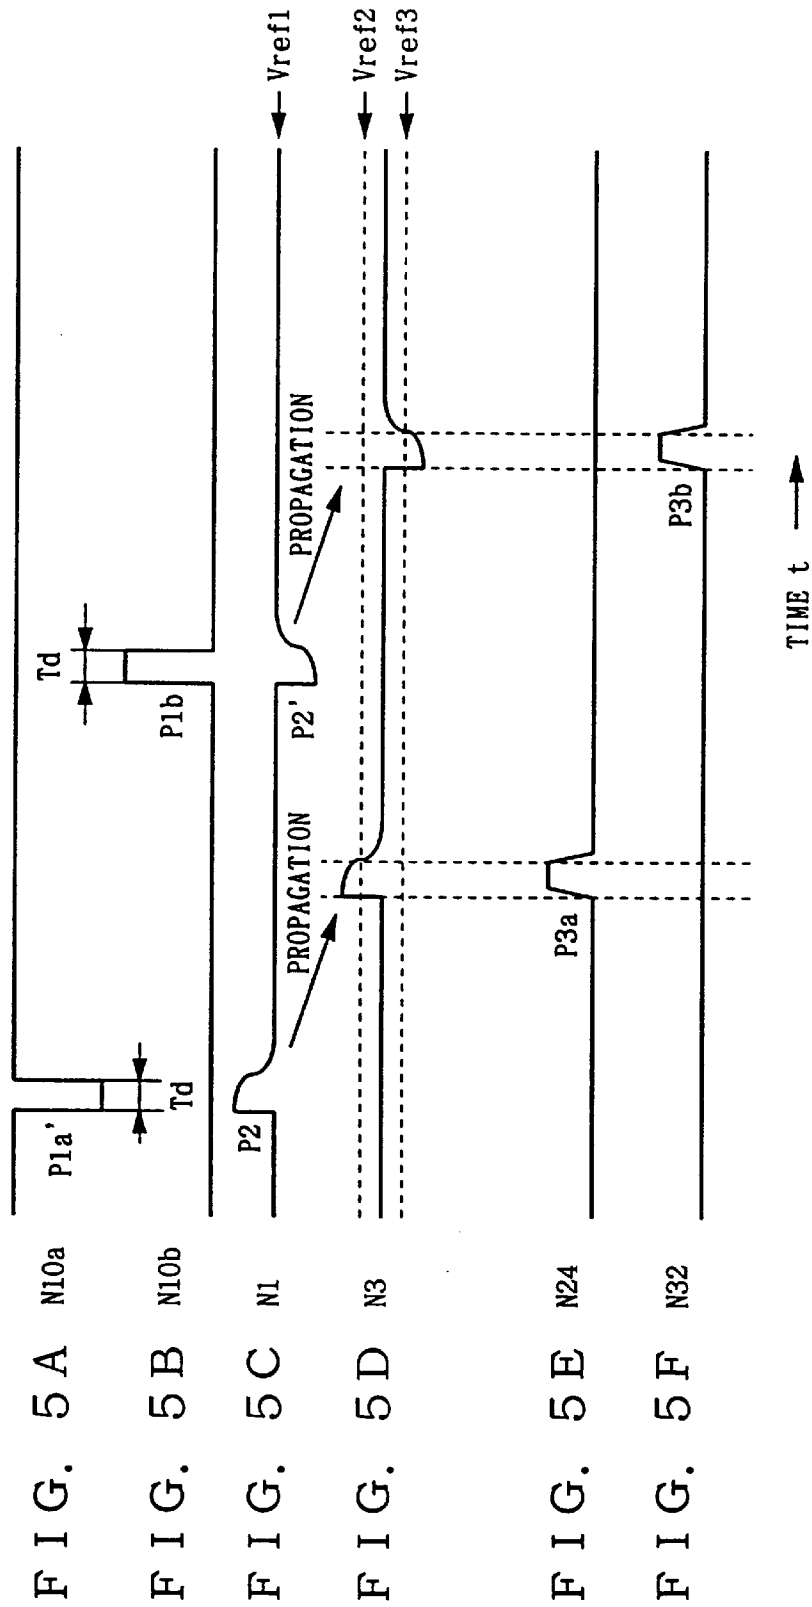 FIG. 5A N10a P1a' Td
FIG. 5B N10b P1b Td
FIG. 5C N1 P2 P2' Vref1
PROPAGATION PROPAGATION
FIG. 5D N3 Vref2
Vref3
FIG. 5E N24 P3a
FIG. 5F N32 P3b
TIME t